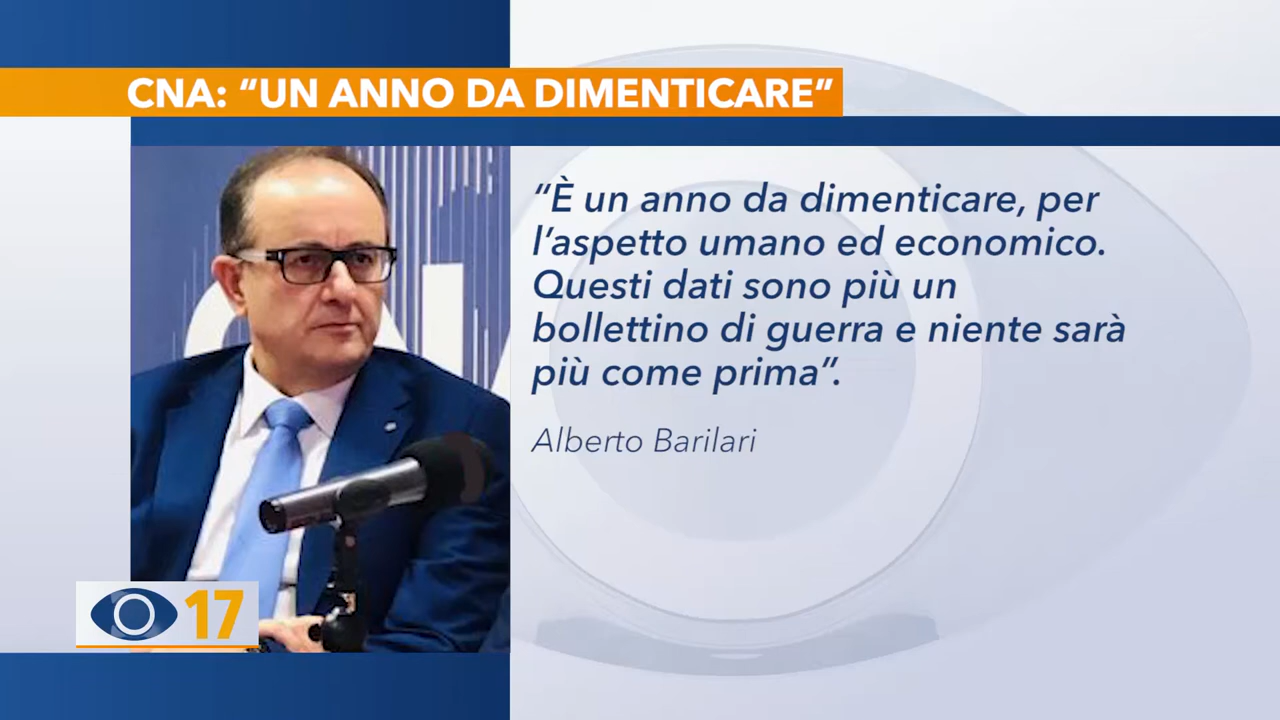 CNA: “UN ANNO DA DIMENTICARE”
“È un anno da dimenticare, per
l’aspetto umano ed economico.
Questi dati sono più un
bollettino di guerra e niente sarà
più come prima”.
Alberto Barilari
17